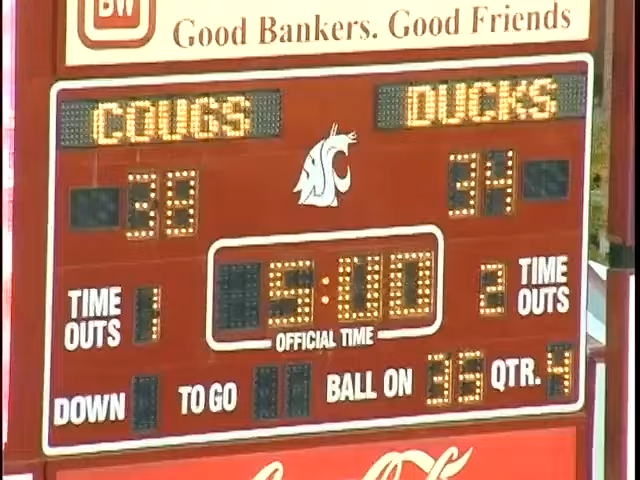 BW
Good Bankers. Good Friends
COUGS DUCKS
38 34
5:00
TIME OUTS 1 2 TIME OUTS
OFFICIAL TIME
DOWN TO GO BALL ON 35 QTR. 4